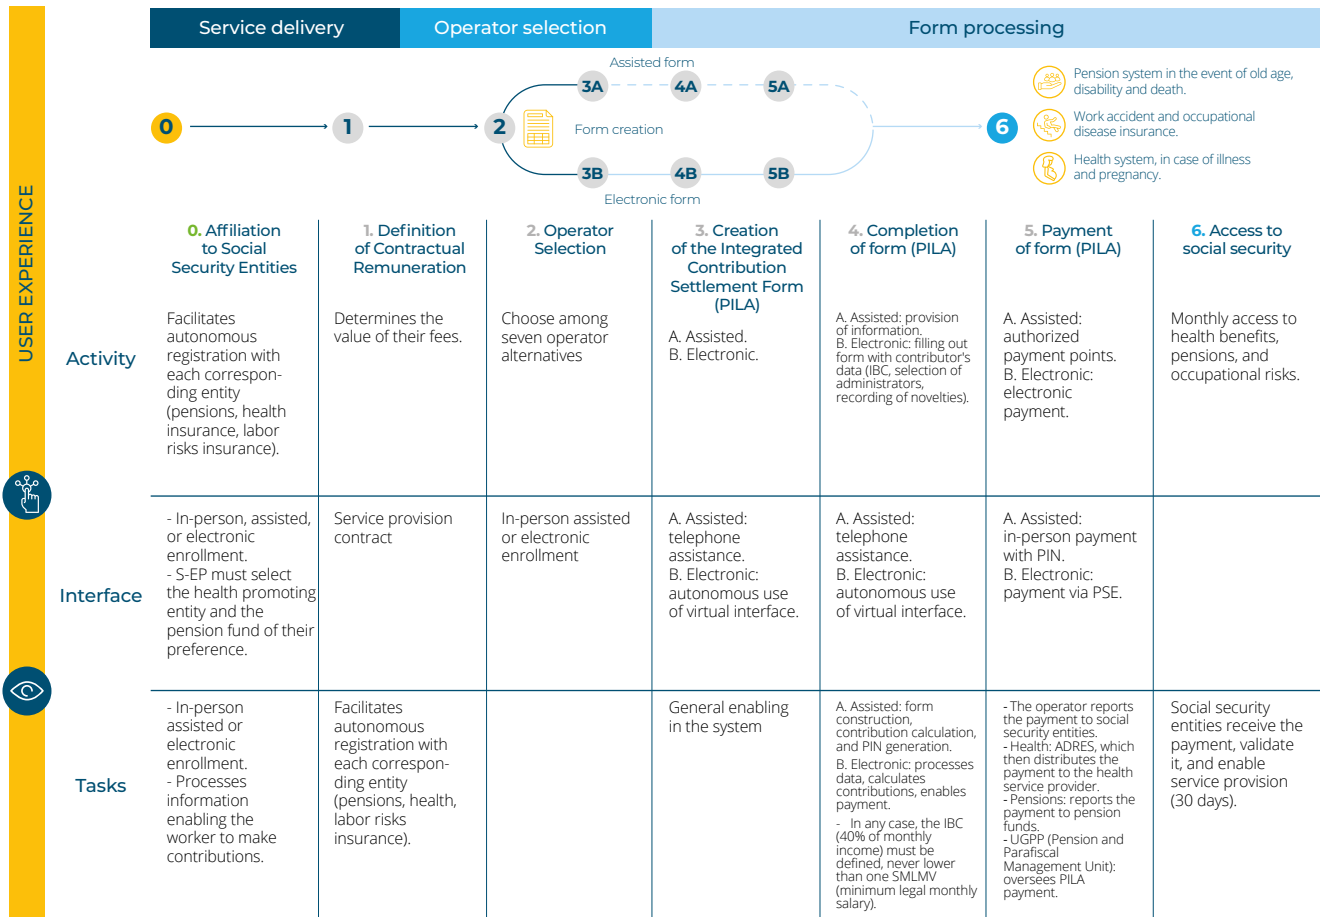 Service delivery
Operator selection
Form processing
Assisted form
3A
4A
5A
0
1
2
Form creation
6
3B
4B
5B
Electronic form
Pension system in the event of old age,
disability and death.
Work accident and occupational
disease insurance.
Health system, in case of illness
and pregnancy.
USER EXPERIENCE
0. Affiliation
to Social
Security Entities
1. Definition
of Contractual
Remuneration
2. Operator
Selection
3. Creation
of the Integrated
Contribution
Settlement Form
(PILA)
4. Completion
of form (PILA)
5. Payment
of form (PILA)
6. Access to
social security
Activity
Facilitates
autonomous
registration with
each correspon-
ding entity
(pensions, health
insurance, labor
risks insurance).
Determines the
value of their fees.
Choose among
seven operator
alternatives
A. Assisted.
B. Electronic.
A. Assisted: provision
of information.
B. Electronic: filling out
form with contributor's
data (IBC, selection of
administrators,
recording of novelties).
A. Assisted:
authorized
payment points.
B. Electronic:
electronic
payment.
Monthly access to
health benefits,
pensions, and
occupational risks.
Interface
- In-person, assisted,
or electronic
enrollment.
- S-EP must select
the health promoting
entity and the
pension fund of their
preference.
Service provision
contract
In-person assisted
or electronic
enrollment
A. Assisted:
telephone
assistance.
B. Electronic:
autonomous use
of virtual interface.
A. Assisted:
telephone
assistance.
B. Electronic:
autonomous use
of virtual interface.
A. Assisted:
in-person payment
with PIN.
B. Electronic:
payment via PSE.
Tasks
- In-person
assisted or
electronic
enrollment.
- Processes
information
enabling the
worker to make
contributions.
Facilitates
autonomous
registration with
each correspon-
ding entity
(pensions, health,
labor risks
insurance).
General enabling
in the system
A. Assisted: form
construction,
contribution calculation,
and PIN generation.
B. Electronic: processes
data, calculates
contributions, enables
payment.
- In any case, the IBC
(40% of monthly
income) must be
defined, never lower
than one SMLMV
(minimum legal monthly
salary).
- The operator reports
the payment to social
security entities.
- Health: ADRES, which
then distributes the
payment to the health
service provider.
- Pensions: reports the
payment to pension
funds.
- UGPP (Pension and
Parafiscal
Management Unit):
oversees PILA
payment.
Social security
entities receive the
payment, validate
it, and enable
service provision
(30 days).